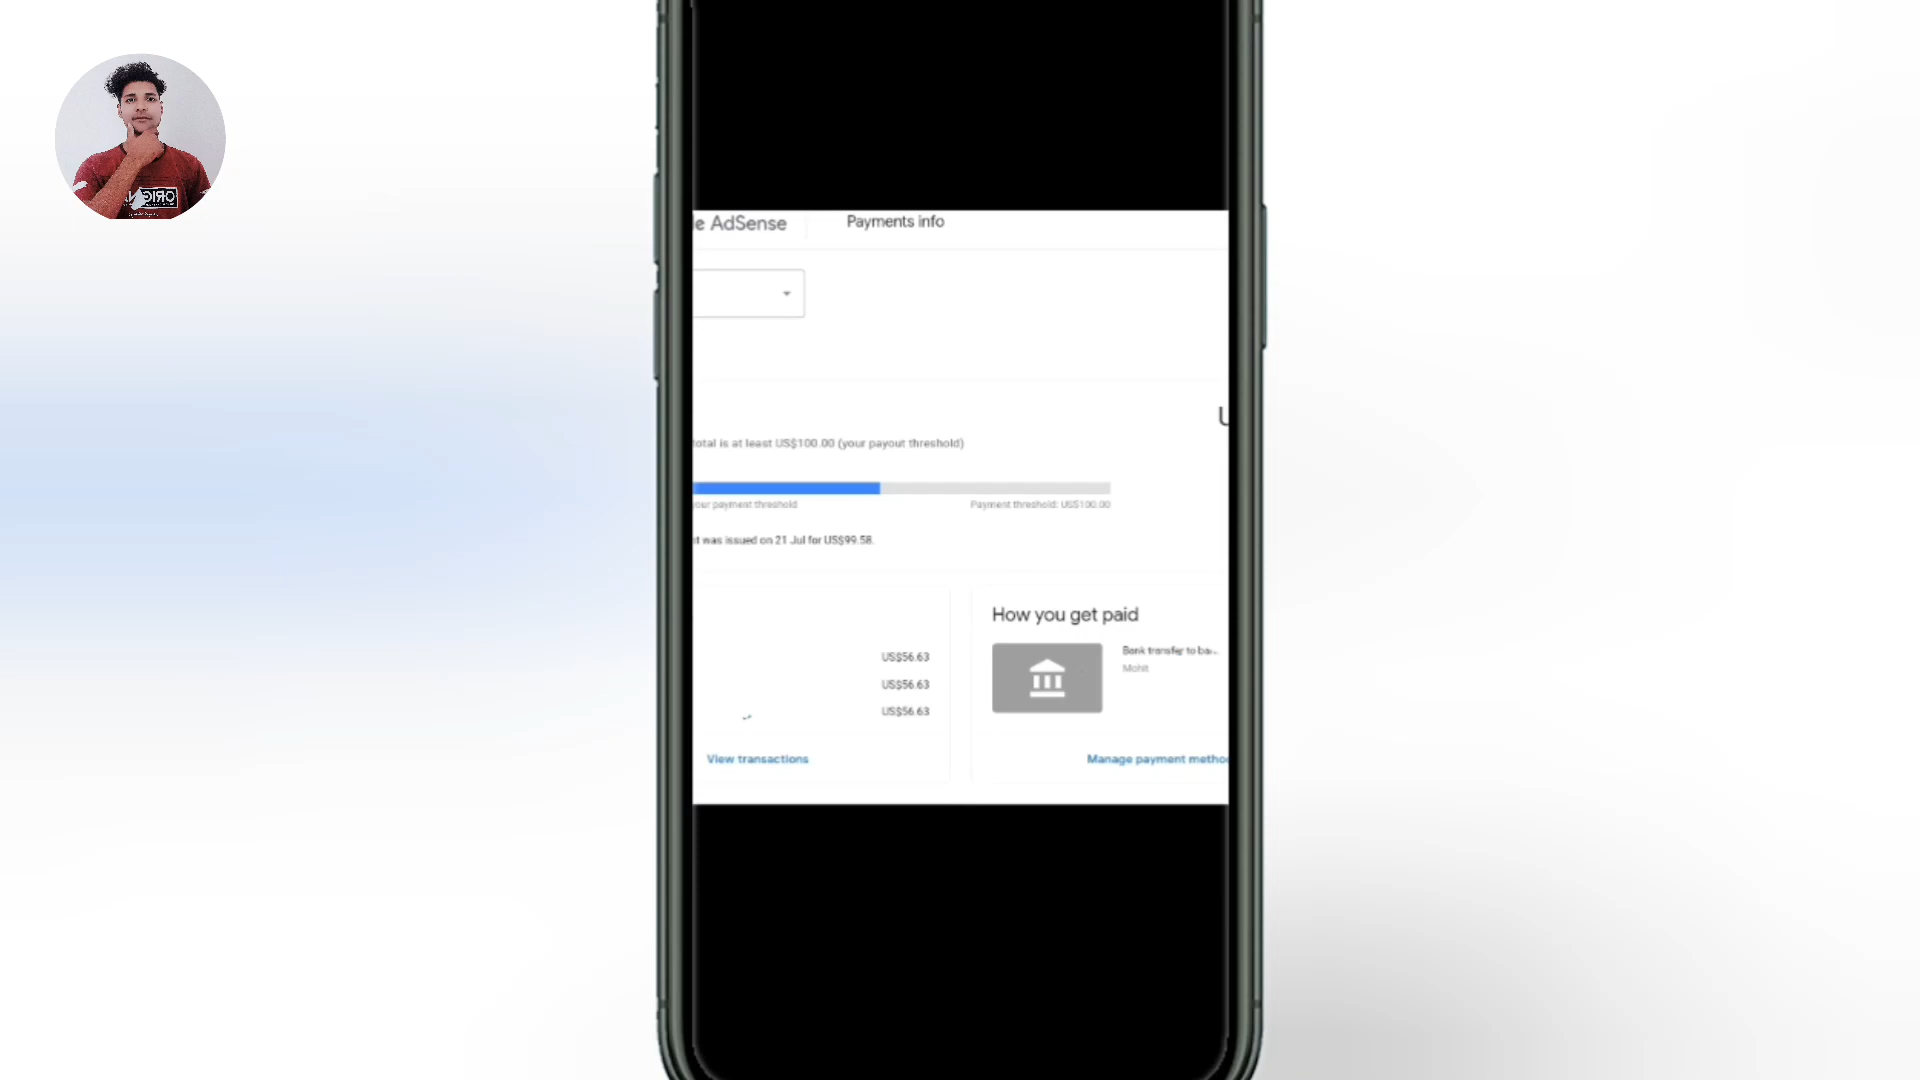 le AdSense
Payments info
total is at least US$100.00 (your payout threshold)
your payment threshold
Payment threshold: US$100.00
t was issued on 21 Jul for US$99.58.
How you get paid
US$56.63
US$56.63
US$56.63
Bank transfer to ba...
Mohit
View transactions
Manage payment metho